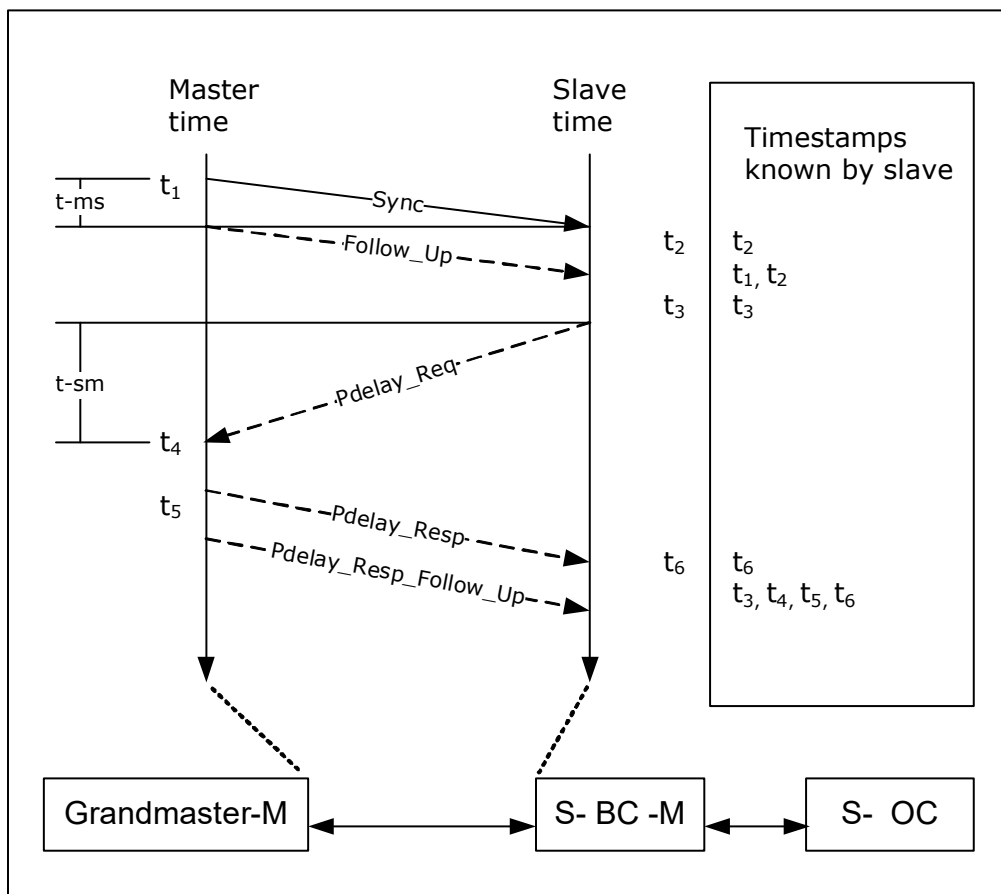 Master
time
Slave
time
Timestamps
known by slave
t-ms
t₁
Sync
Follow_Up
t₂
t₂
t₁, t₂
t₃
t₃
Pdelay_Req
t-sm
t₄
t₅
Pdelay_Resp
Pdelay_Resp_Follow_Up
t₆
t₆
t₃, t₄, t₅, t₆
Grandmaster-M
S- BC -M
S- OC